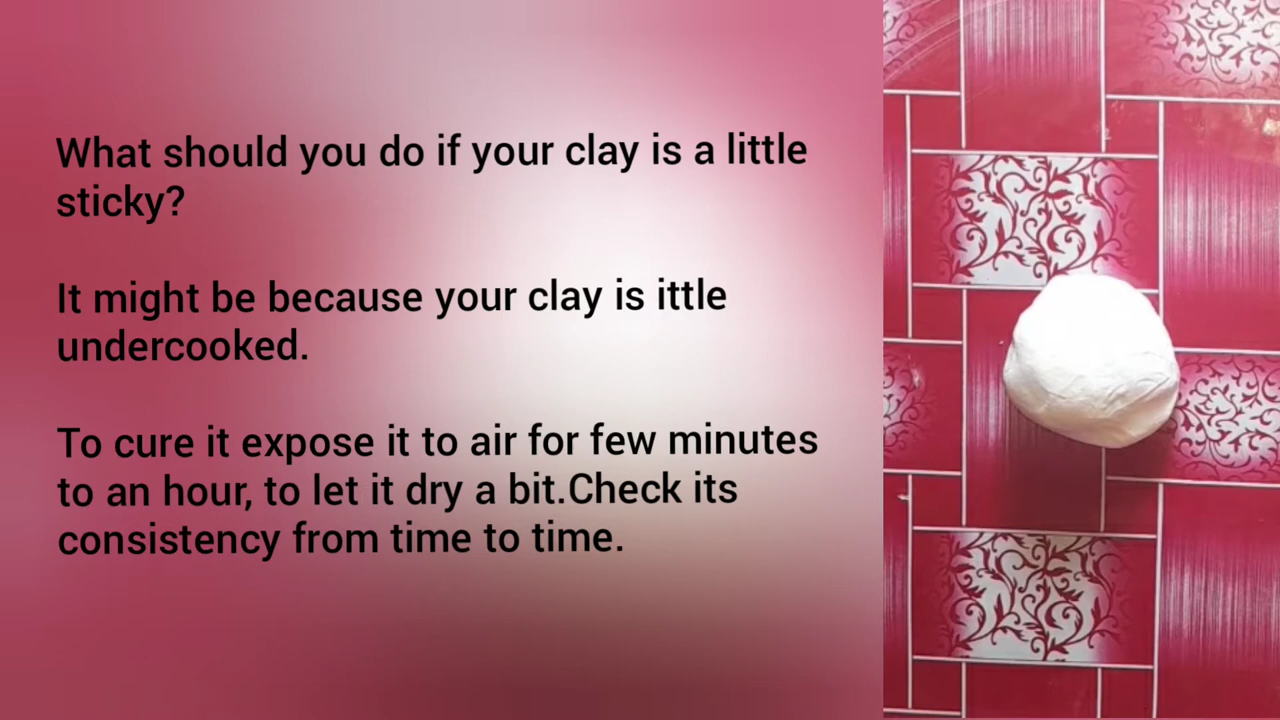 What should you do if your clay is a little
sticky?
It might be because your clay is ittle
undercooked.
To cure it expose it to air for few minutes
to an hour, to let it dry a bit.Check its
consistency from time to time.